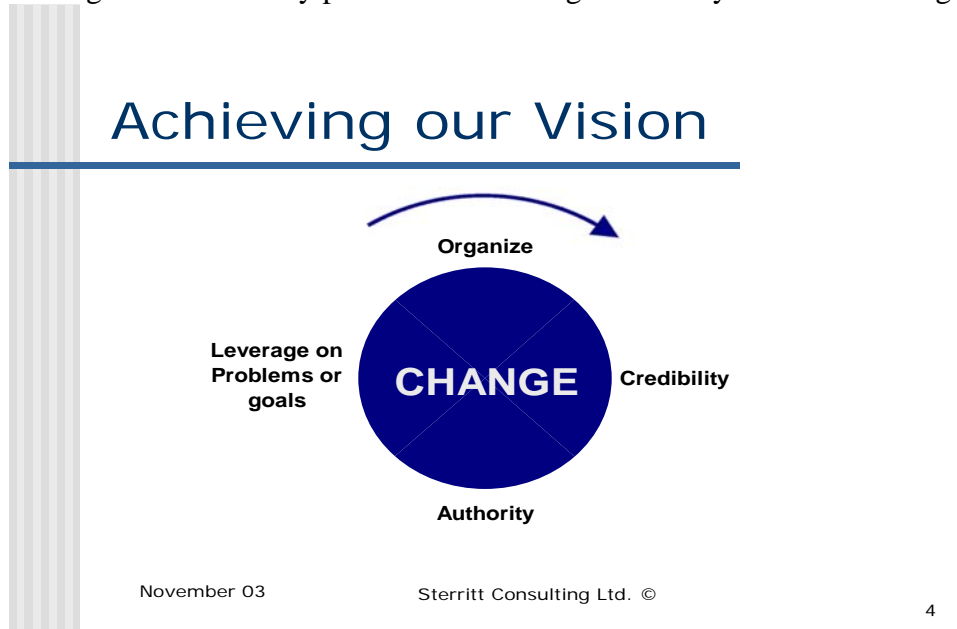 Achieving our Vision
Organize
Leverage on
Problems or
goals
CHANGE
Credibility
Authority
November 03
Sterritt Consulting Ltd. ©
4